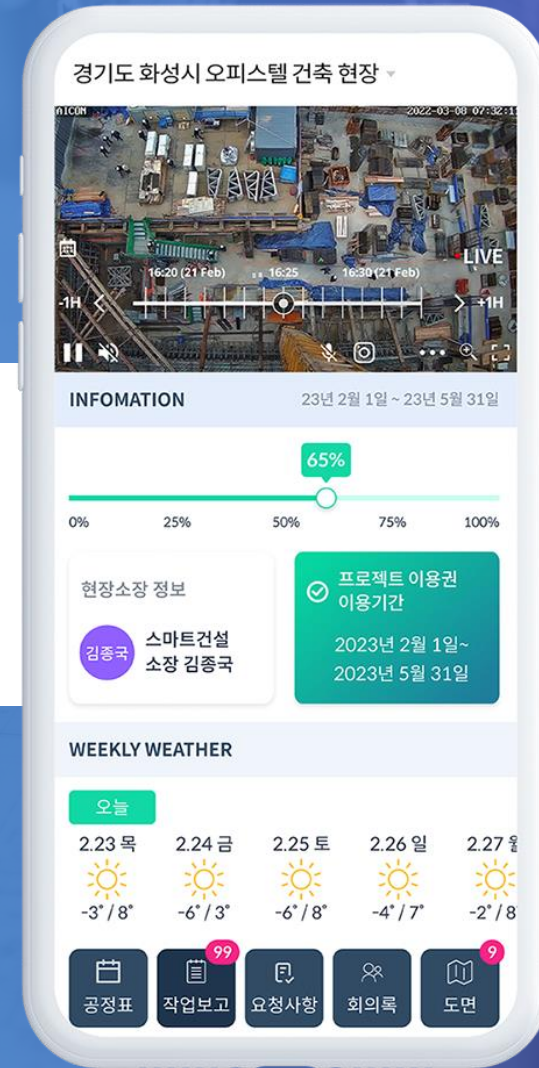 경기도 화성시 오피스텔 건축 현장
AICON
2022-03-08 07:32:1
LIVE
16:20 (21 Feb)
16:25
16:30 (21 Feb)
-1H
+1H
INFOMATION
23년 2월 1일 ~ 23년 5월 31일
65%
0% 25% 50% 75% 100%
현장소장 정보
김종국
스마트건설
소장 김종국
프로젝트 이용권
이용기간
2023년 2월 1일~
2023년 5월 31일
WEEKLY WEATHER
오늘
2.23 목 2.24 금 2.25 토 2.26 일 2.27 월
-3° / 8° -6° / 3° -6° / 8° -4° / 7° -2° / 8
99 9
공정표 작업보고 요청사항 회의록 도면